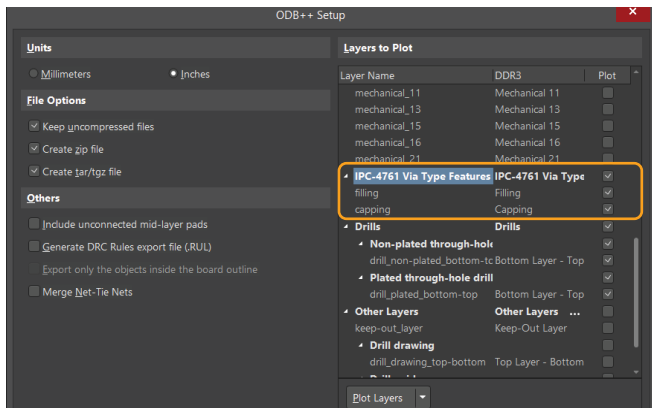 ODB++ Setup
Units
Millimeters
Inches
File Options
Keep uncompressed files
Create zip file
Create tar/tgz file
Others
Include unconnected mid-layer pads
Generate DRC Rules export file (.RUL)
Export only the objects inside the board outline
Merge Net-Tie Nets
Layers to Plot
Layer Name DDR3 Plot
mechanical_11 Mechanical 11
mechanical_13 Mechanical 13
mechanical_15 Mechanical 15
mechanical_16 Mechanical 16
mechanical_21 Mechanical 21
IPC-4761 Via Type Features IPC-4761 Via Type
filling Filling
capping Capping
Drills Drills
Non-plated through-hole
drill_non-plated_bottom-to Bottom Layer - Top
Plated through-hole drill
drill_plated_bottom-top Bottom Layer - Top
Other Layers Other Layers ...
keep-out_layer Keep-Out Layer
Drill drawing
drill_drawing_top-bottom Top Layer - Bottom
Plot Layers